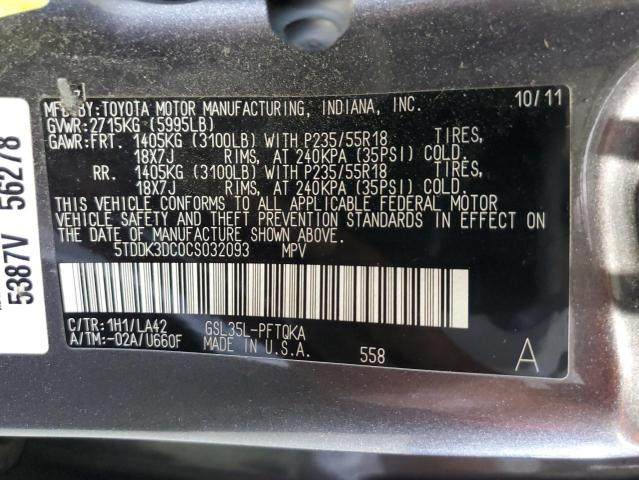 MFD.BY:TOYOTA MOTOR MANUFACTURING, INDIANA, INC. 10/11
GVWR:2715KG (5995LB)
GAWR:FRT. 1405KG (3100LB) WITH P235/55R18 TIRES,
18X7J RIMS, AT 240KPA (35PSI) COLD.
RR. 1405KG (3100LB) WITH P235/55R18 TIRES,
18X7J RIMS, AT 240KPA (35PSI) COLD.
THIS VEHICLE CONFORMS TO ALL APPLICABLE FEDERAL MOTOR
VEHICLE SAFETY AND THEFT PREVENTION STANDARDS IN EFFECT ON
THE DATE OF MANUFACTURE SHOWN ABOVE.
5TDDK3DC0CS032093 MPV
C/TR:1H1/LA42 GSL35L-PFTQKA
A/TM:-02A/U660F MADE IN U.S.A. 558 A
5387V 56278